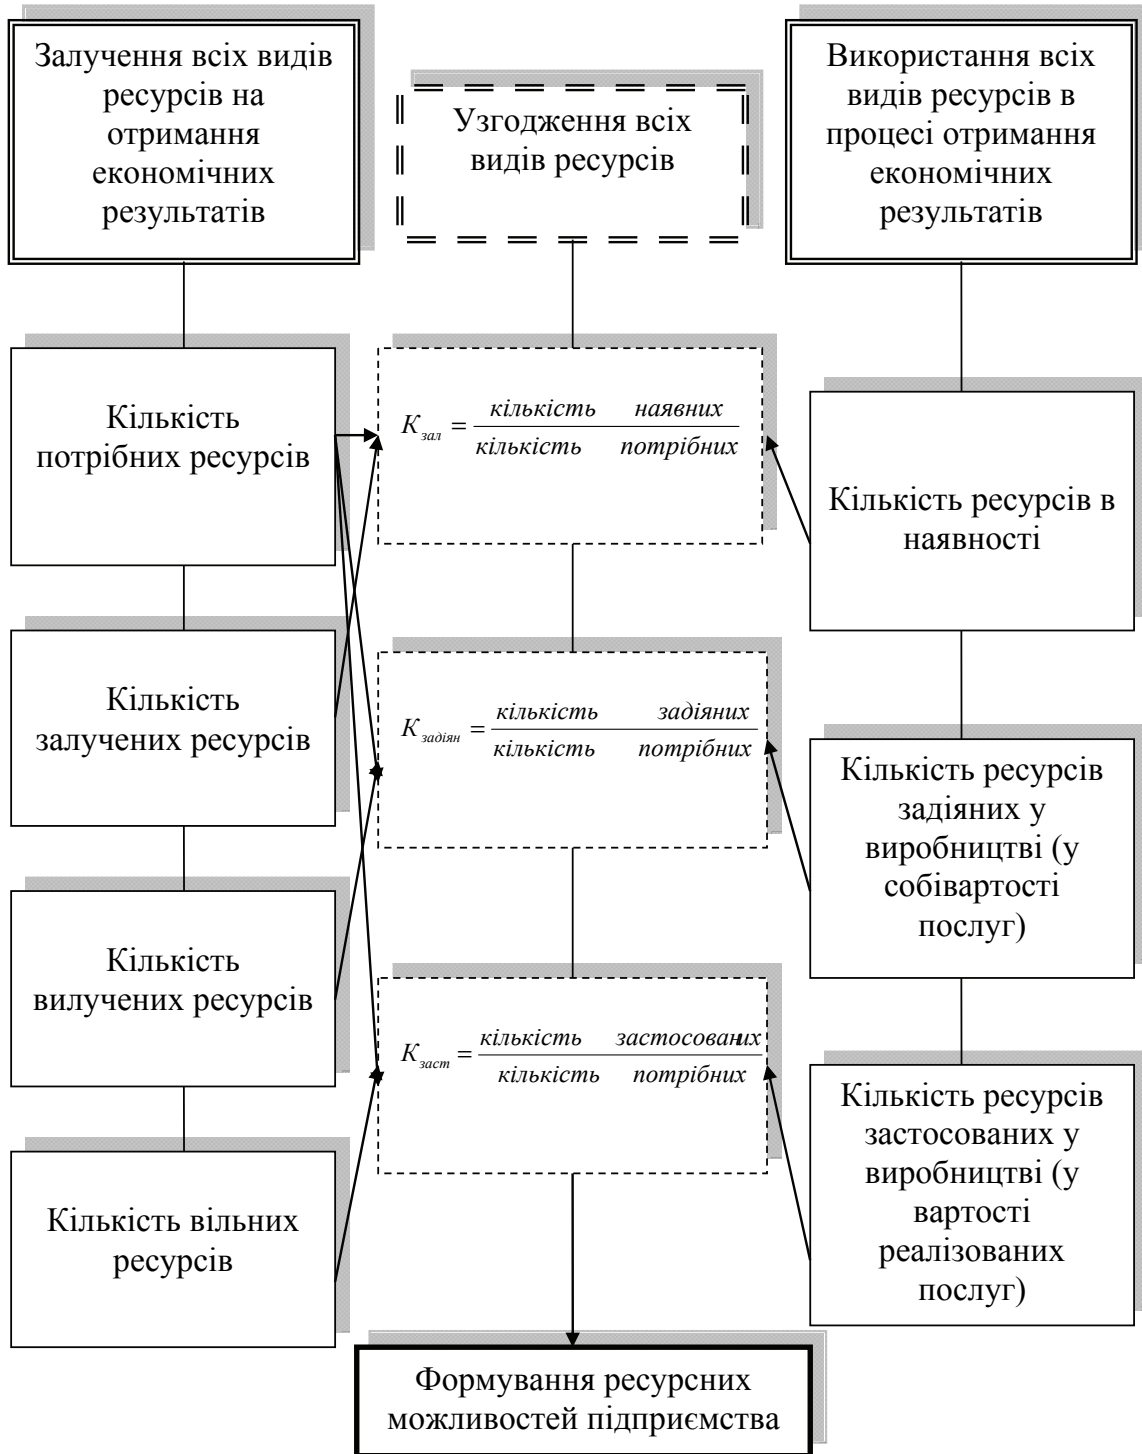 Залучення всіх видів
ресурсів на
отримання
економічних
результатів
Узгодження всіх
видів ресурсів
Використання всіх
видів ресурсів в
процесі отримання
економічних
результатів
Кількість
потрібних ресурсів
Кількість
залучених ресурсів
Кількість
вилучених ресурсів
Кількість вільних
ресурсів
К зал = кількість наявних
кількість потрібних
К задіян = кількість задіяних
кількість потрібних
К заст = кількість застосованих
кількість потрібних
Кількість ресурсів в
наявності
Кількість ресурсів
задіяних у
виробництві (у
собівартості
послуг)
Кількість ресурсів
застосованих у
виробництві (у
вартості
реалізованих
послуг)
Формування ресурсних
можливостей підприємства